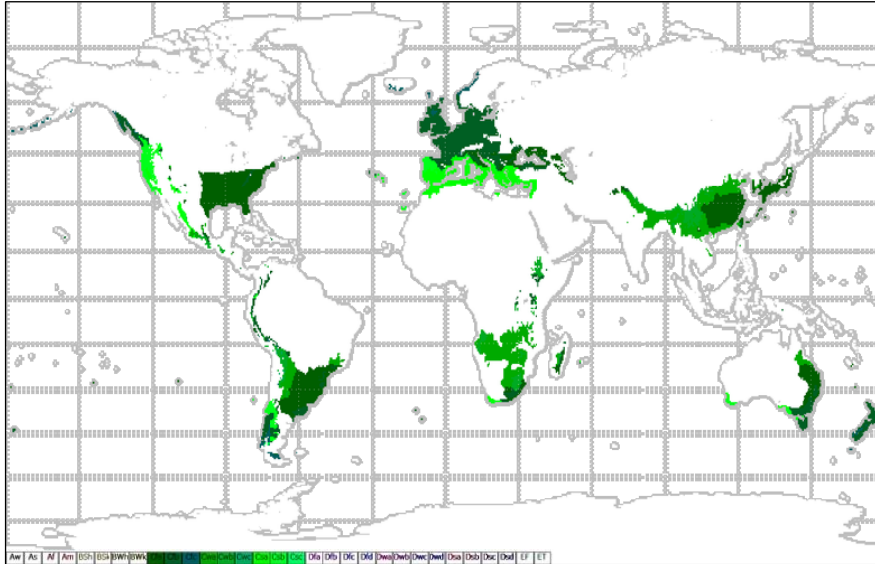 Aw As Af Am BSh BSk BWh BWk Cfa Cfb Cfc Cwa Cwb Cwc Csa Csb Csc Dfa Dfb Dfc Dfd Dwa Dwb Dwc Dwd Dsa Dsb Dsc Dsd EF ET